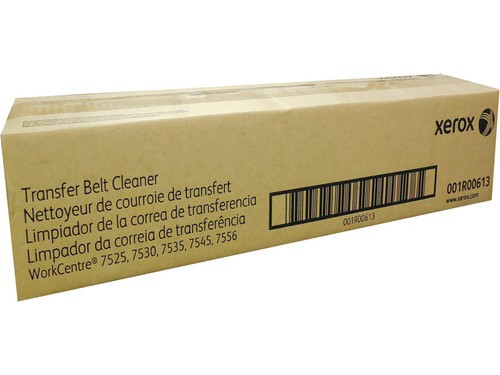 xerox
Transfer Belt Cleaner
Nettoyeur de courroie de transfert
Limpiador de la correa de transferencia
Limpador da correia de transferência
WorkCentre® 7525, 7530, 7535, 7545, 7556
001R00613
001R00613
www.xerox.com